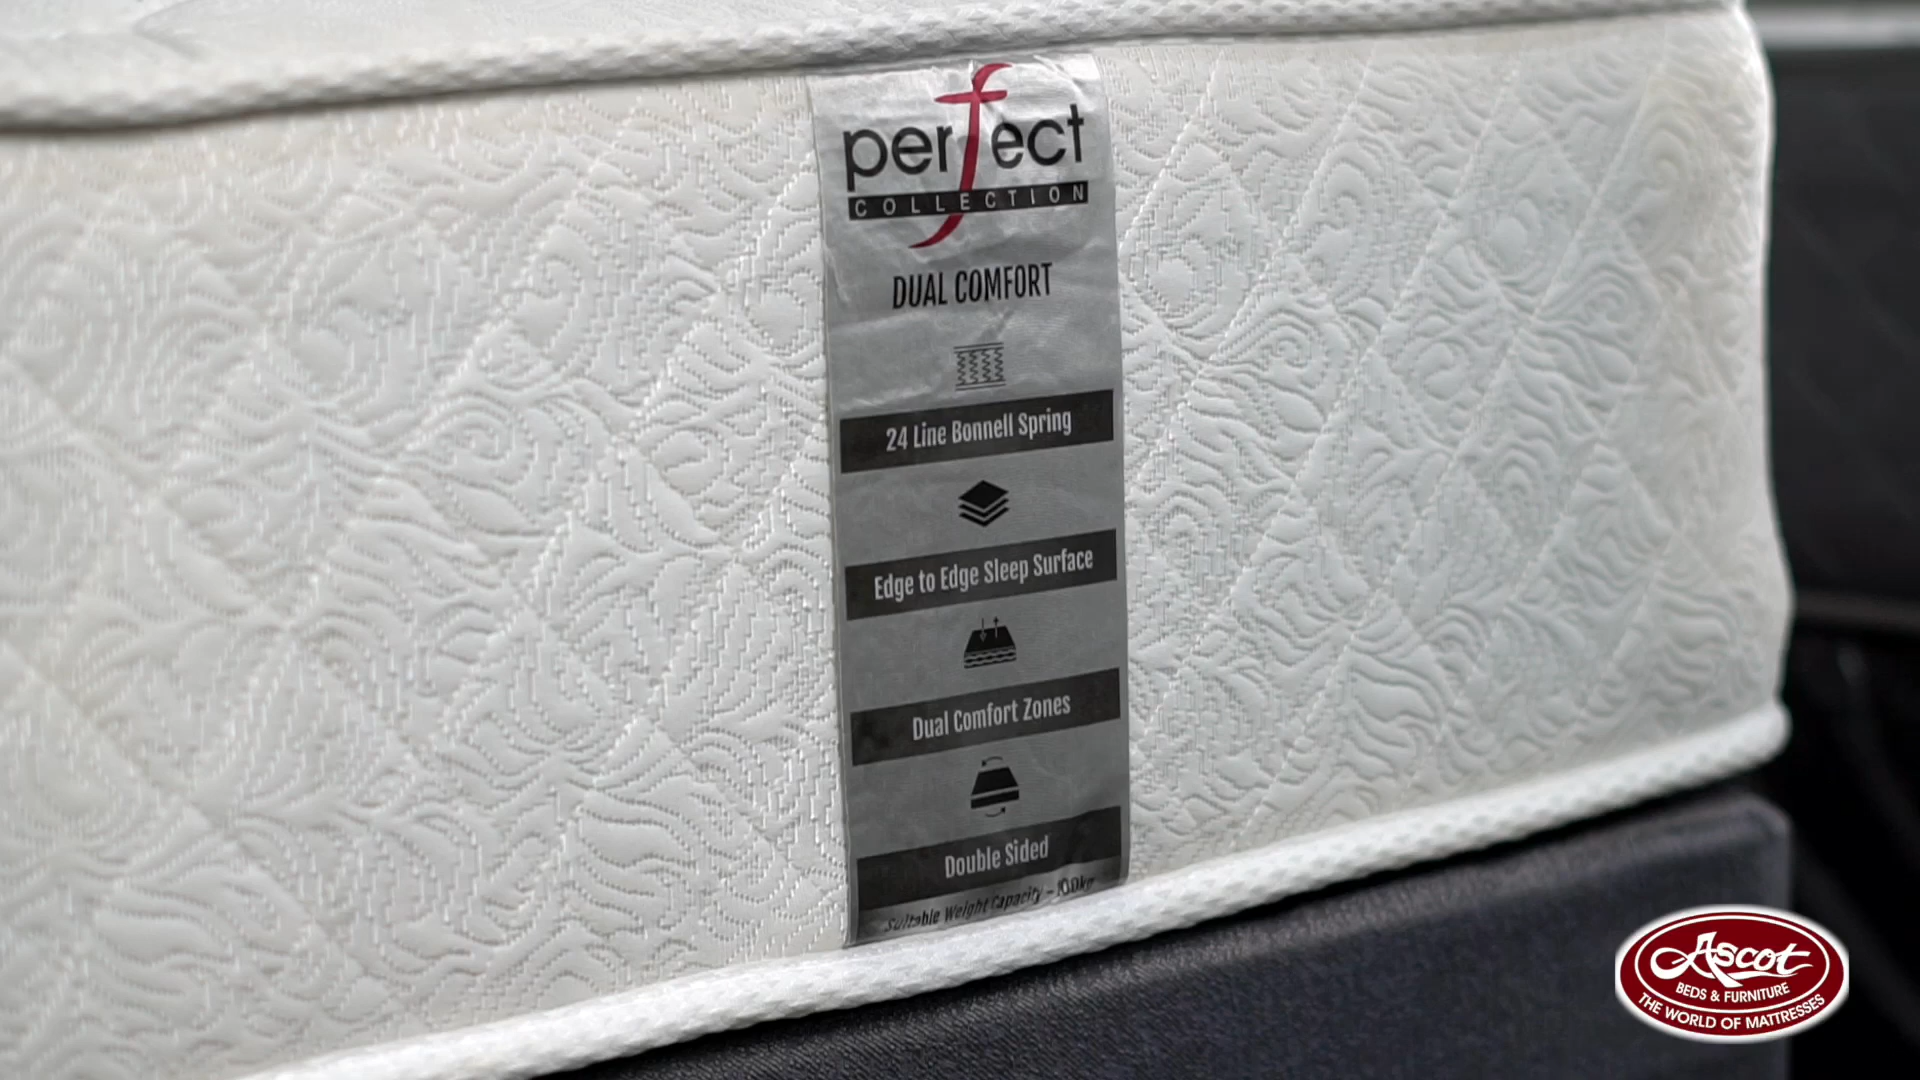 perfect
COLLECTION
DUAL COMFORT
24 Line Bonnell Spring
Edge to Edge Sleep Surface
Dual Comfort Zones
Double Sided
Suitable Weight Capacity - 100kg
Ascot
BEDS & FURNITURE
THE WORLD OF MATTRESSES